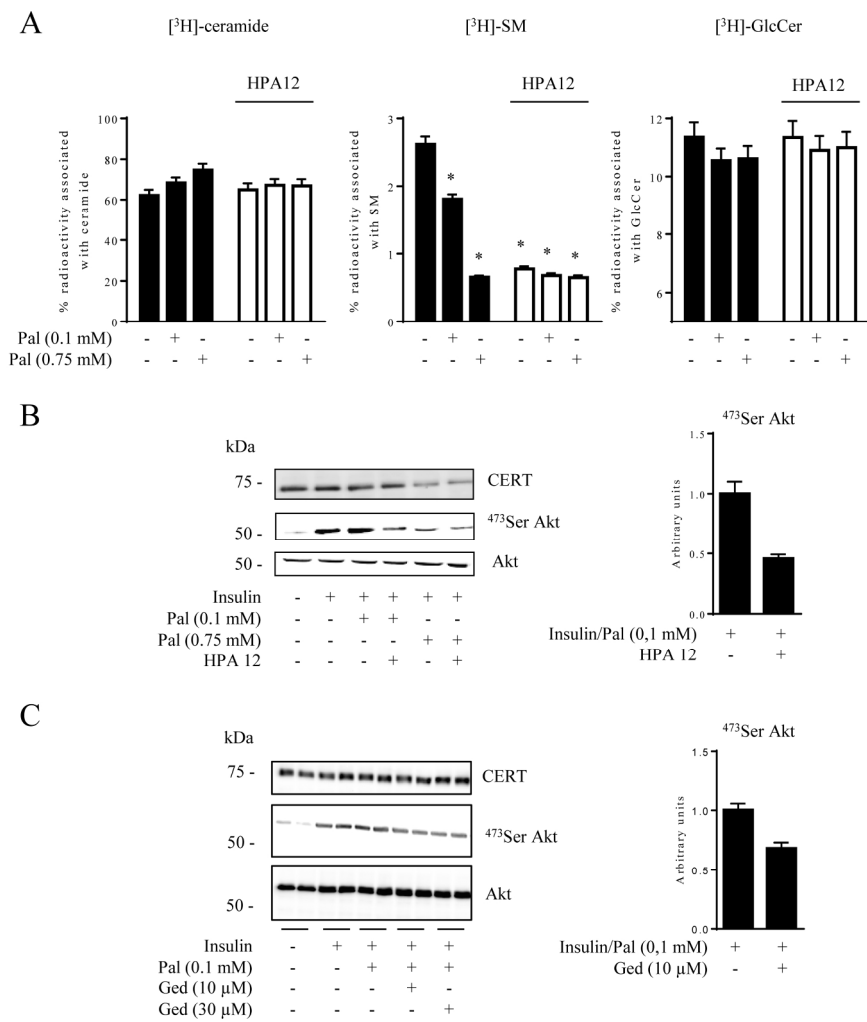 A
[³H]-ceramide
[³H]-SM
[³H]-GlcCer
HPA12
HPA12
HPA12
% radioactivity associated
with ceramide
100
80
60
40
20
0
% radioactivity associated
with SM
3
2
1
0
* * * * *
% radioactivity associated
with GlcCer
12
10
8
6
Pal (0.1 mM) - + - - + - - + - - + - - + - - + -
Pal (0.75 mM) - - + - - + - - + - - + - - + - - +
B
kDa
75 -
CERT
50 -
⁴⁷³Ser Akt
50 -
Akt
Insulin - + + + + +
Pal (0.1 mM) - - + + - -
Pal (0.75 mM) - - - - + +
HPA 12 - - - + - +
⁴⁷³Ser Akt
Arbitrary units
1.5
1.0
0.5
0.0
Insulin/Pal (0,1 mM) + +
HPA 12 - +
C
kDa
75 -
CERT
50 -
⁴⁷³Ser Akt
50 -
Akt
Insulin - + + + +
Pal (0.1 mM) - - + + +
Ged (10 µM) - - - + -
Ged (30 µM) - - - - +
⁴⁷³Ser Akt
Arbitrary units
1.5
1.0
0.5
0.0
Insulin/Pal (0,1 mM) + +
Ged (10 µM) - +